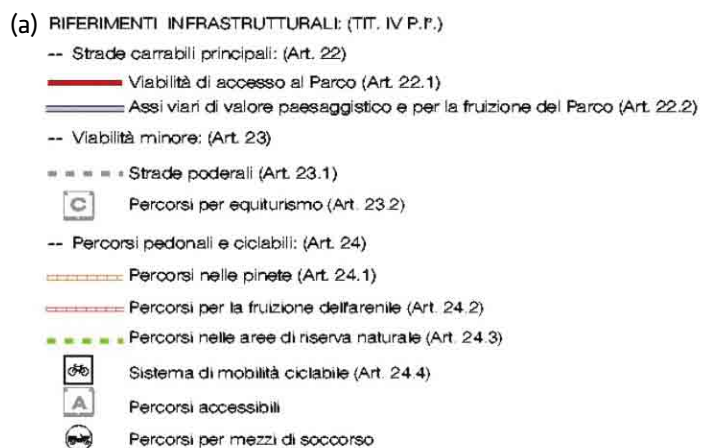 (a) RIFERIMENTI INFRASTRUTTURALI: (TIT. IV P.P.)
-- Strade carrabili principali: (Art. 22)
Viabilità di accesso al Parco (Art. 22.1)
Assi viari di valore paesaggistico e per la fruizione del Parco (Art. 22.2)
-- Viabilità minore: (Art. 23)
Strade poderali (Art. 23.1)
C Percorsi per equiturismo (Art. 23.2)
-- Percorsi pedonali e ciclabili: (Art. 24)
Percorsi nelle pinete (Art. 24.1)
Percorsi per la fruizione dell'arenile (Art. 24.2)
Percorsi nelle aree di riserva naturale (Art. 24.3)
Sistema di mobilità ciclabile (Art. 24.4)
A Percorsi accessibili
Percorsi per mezzi di soccorso